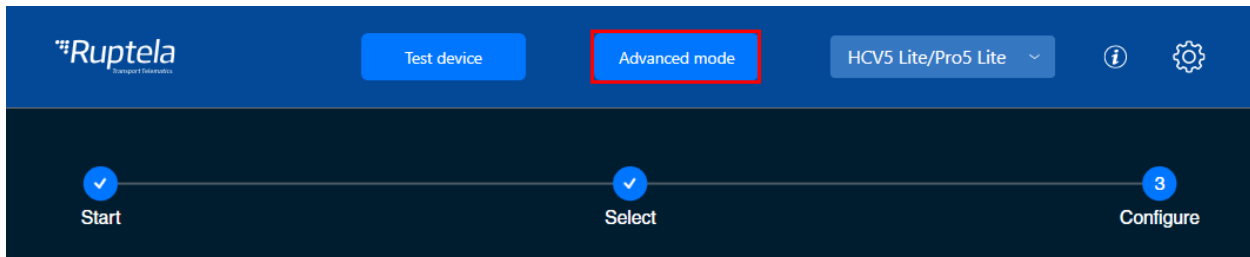 Ruptela
Transport Telematics
Test device
Advanced mode
HCV5 Lite/Pro5 Lite
i
Start
Select
3
Configure